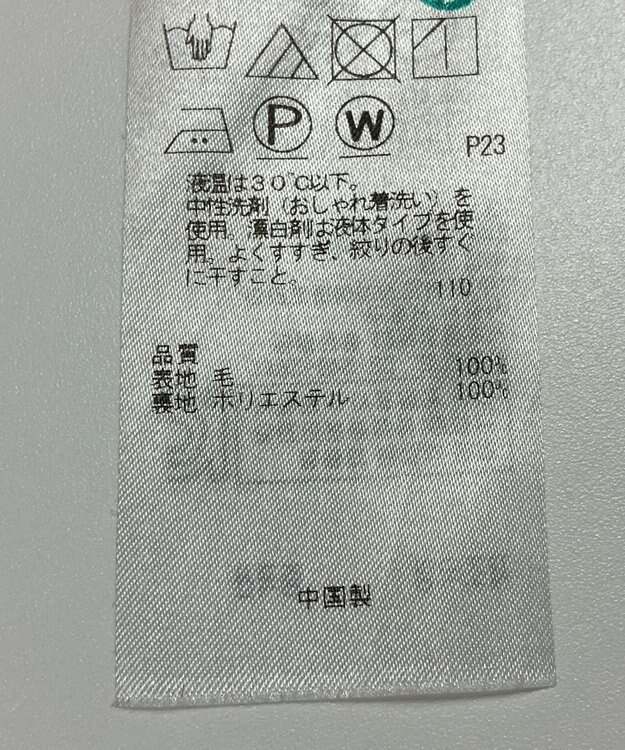 P W P23
液温は30℃以下。
中性洗剤(おしゃれ着洗い)を
使用。漂白剤は液体タイプを使
用。よくすすぎ、絞りの後すぐ
に干すこと。
110
品質
表地 毛 100%
裏地 ポリエステル 100%
中国製